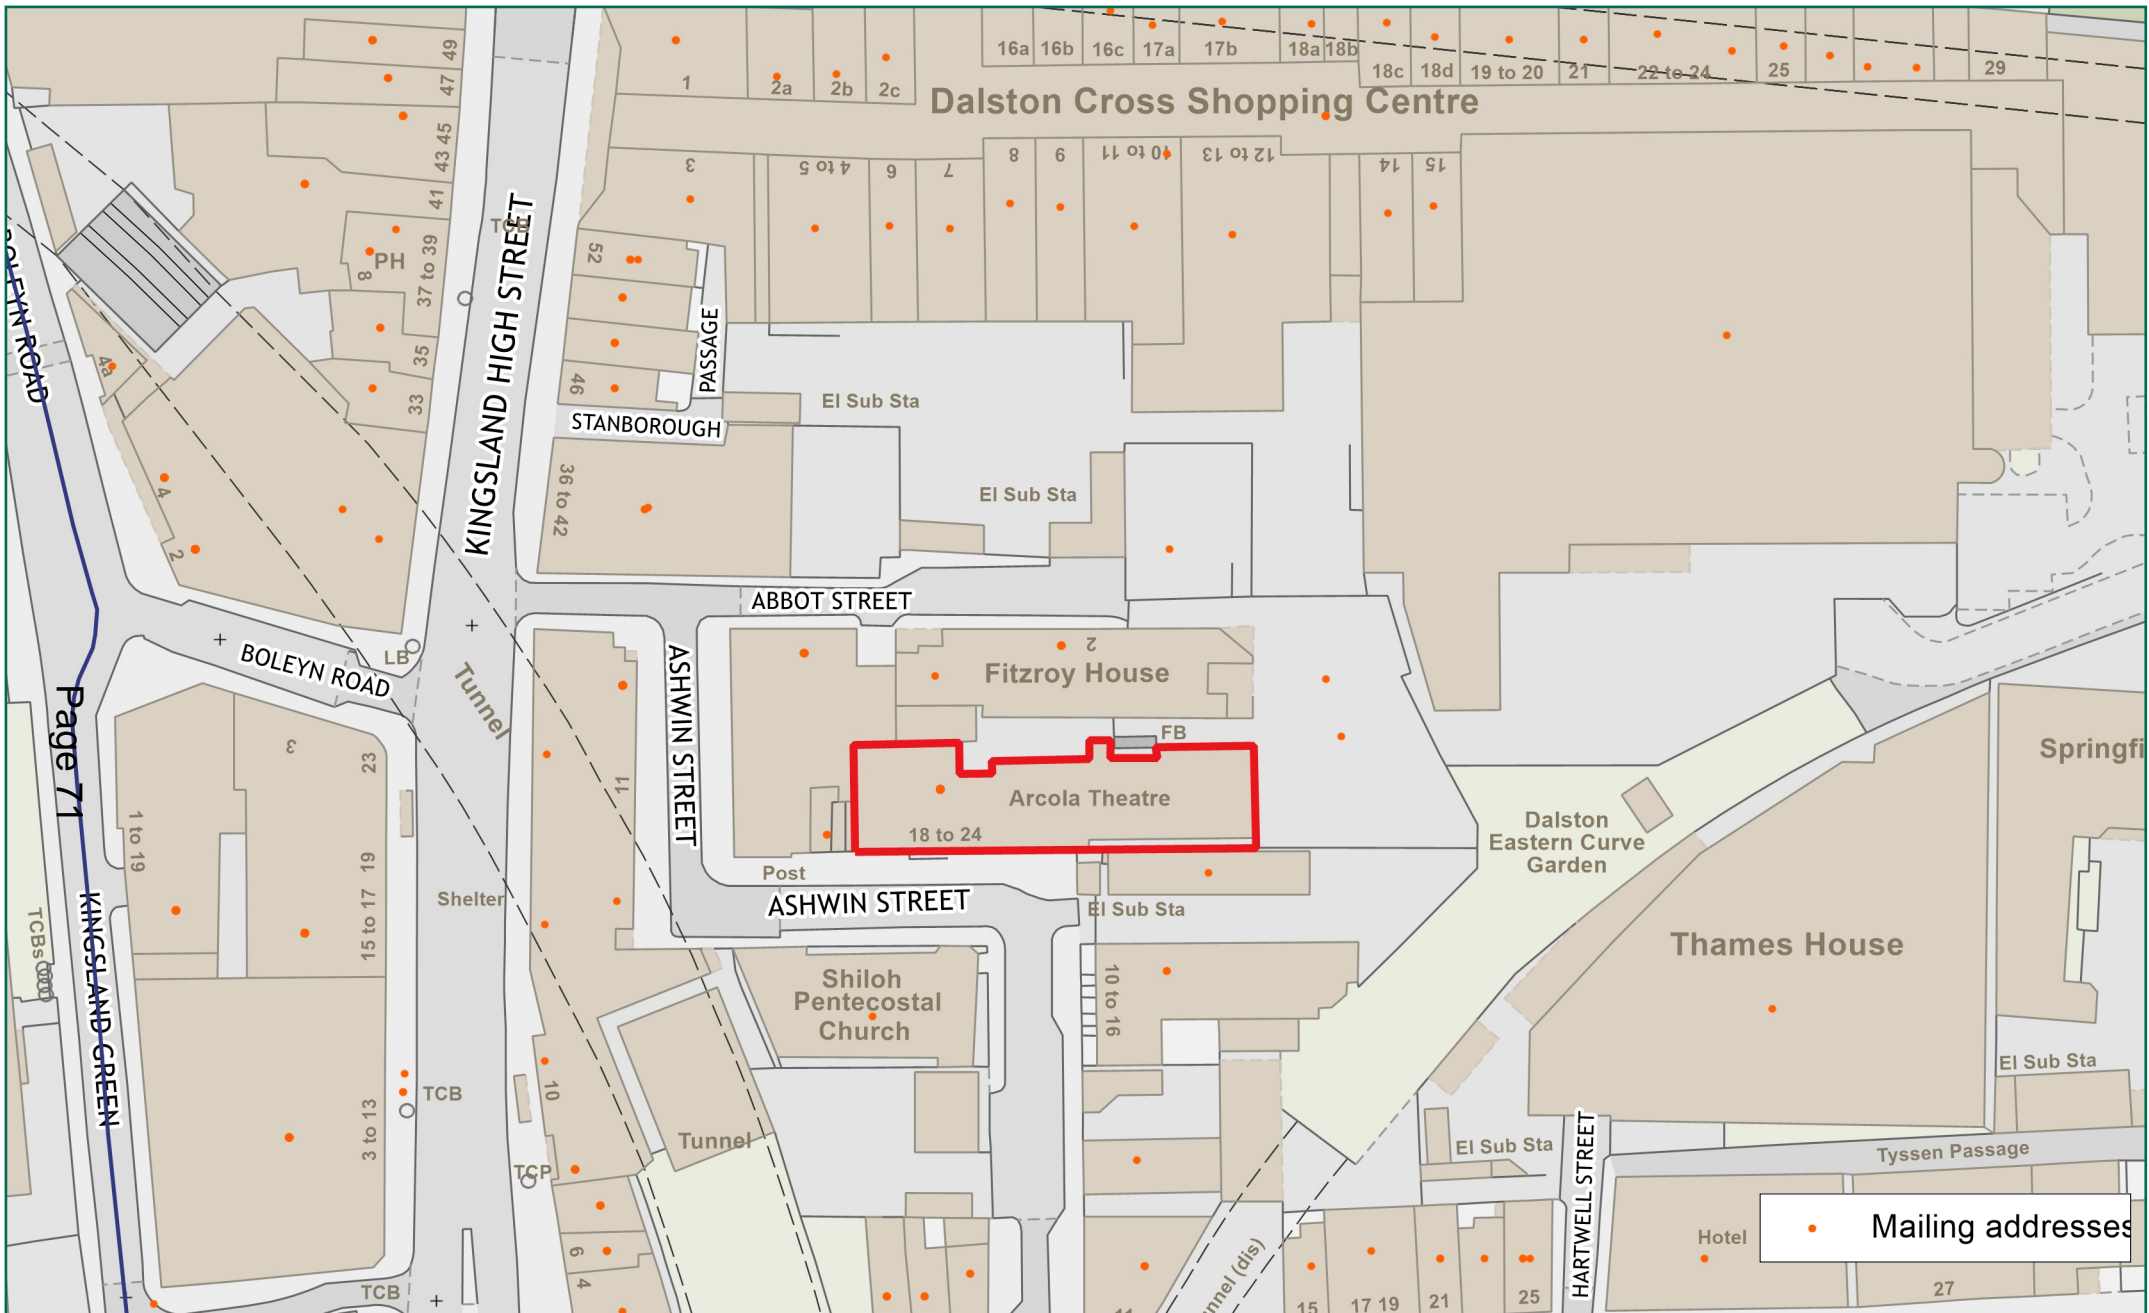 49
47
43 45
41
37 to 39
35
33
PH
8
4a
4
2
BOLEYN ROAD
TCB
KINGSLAND HIGH STREET
1
2a
2b
2c
16a
16b
16c
17a
17b
18a
18b
18c
18d
19 to 20
21
22 to 24
25
29
Dalston Cross Shopping Centre
3
4 to 5
6
7
8
9
10 to 11
12 to 13
14
15
52
46
PASSAGE
STANBOROUGH
El Sub Sta
36 to 42
El Sub Sta
ABBOT STREET
BOLEYN ROAD
LB
Tunnel
ASHWIN STREET
2
Fitzroy House
FB
Page 71
3
23
11
Arcola Theatre
18 to 24
Post
ASHWIN STREET
El Sub Sta
Dalston
Eastern Curve
Garden
Springfi
1 to 19
19
15 to 17
Shelter
KINGSLAND GREEN
TCBs
Shiloh
Pentecostal
Church
10 to 16
Thames House
El Sub Sta
TCB
3 to 13
10
Tunnel
TCP
El Sub Sta
HARTWELL STREET
Tyssen Passage
6
4
TCB
nnel (dis)
15
17 19
21
25
Hotel
27
Mailing addresses